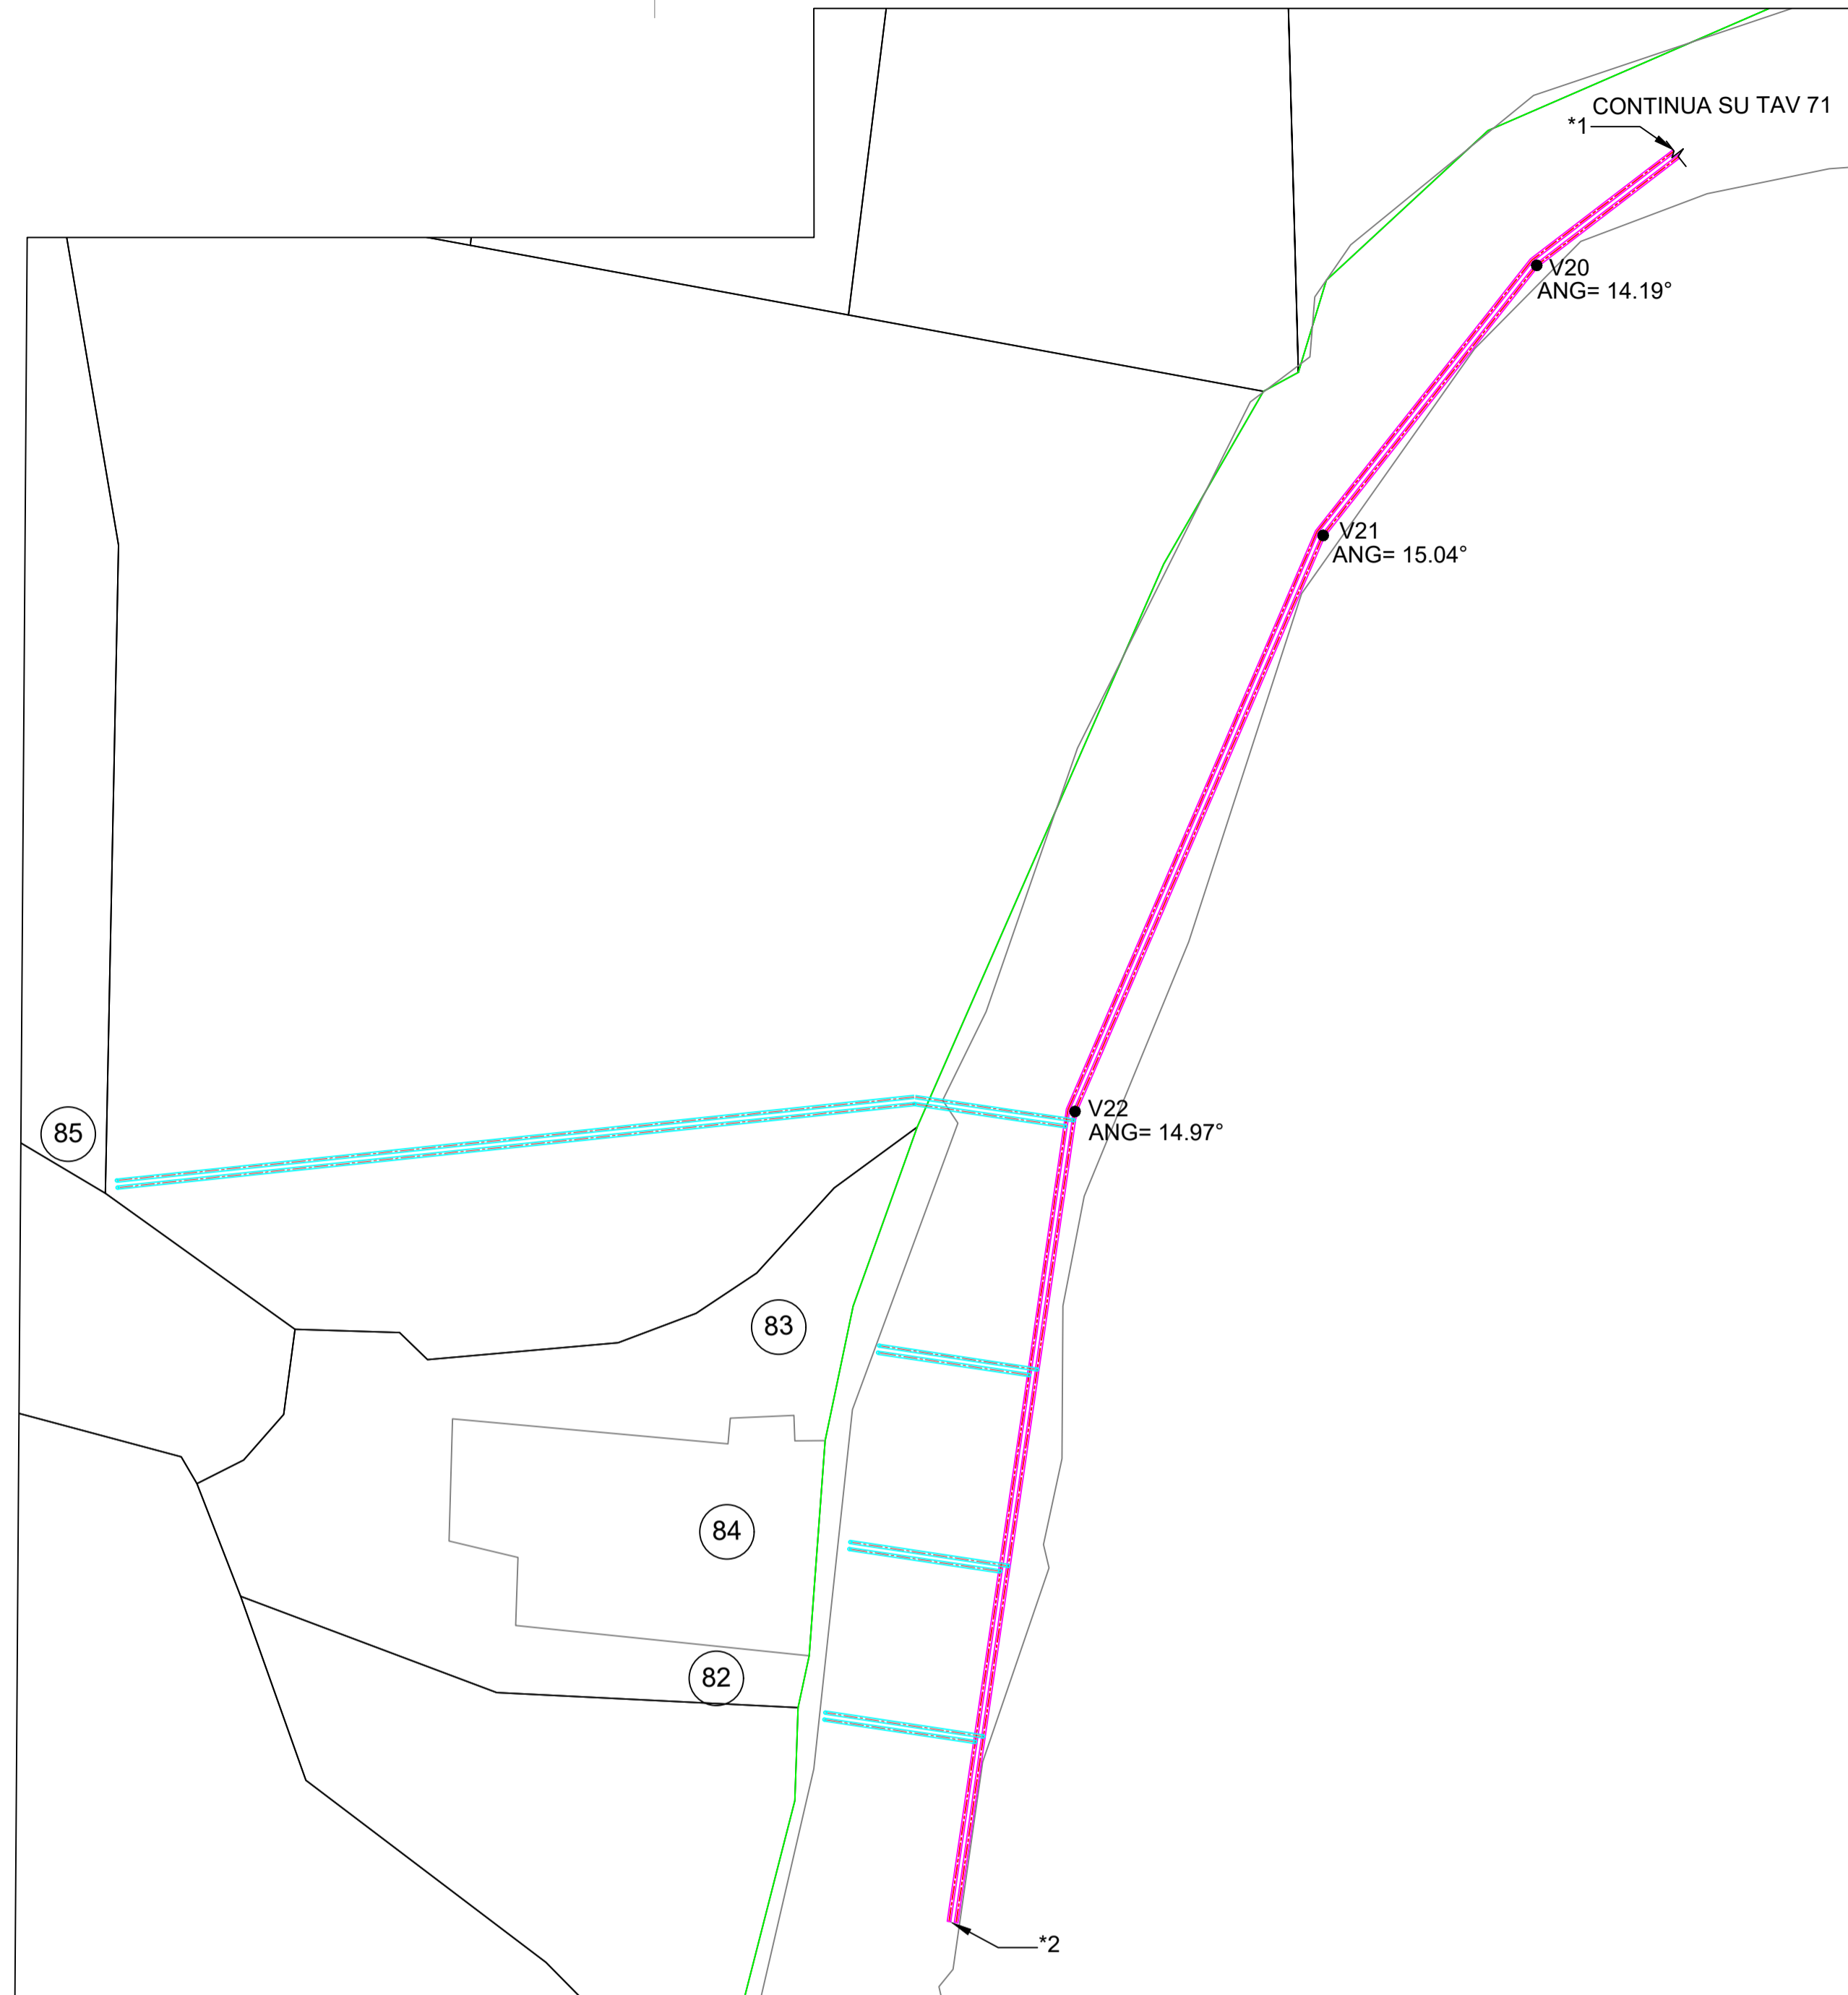 CONTINUA SU TAV 71
*1
V20
ANG= 14.19°
V21
ANG= 15.04°
V22
ANG= 14.97°
85
83
84
82
*2